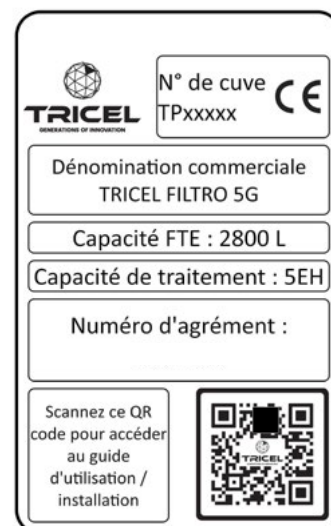 TRICEL
GENERATIONS OF INNOVATION
N° de cuve
TPxxxxx
CE
Dénomination commerciale
TRICEL FILTRO 5G
Capacité FTE : 2800 L
Capacité de traitement : 5EH
Numéro d'agrément :
Scannez ce QR
code pour accéder
au guide
d'utilisation /
installation
TRICEL